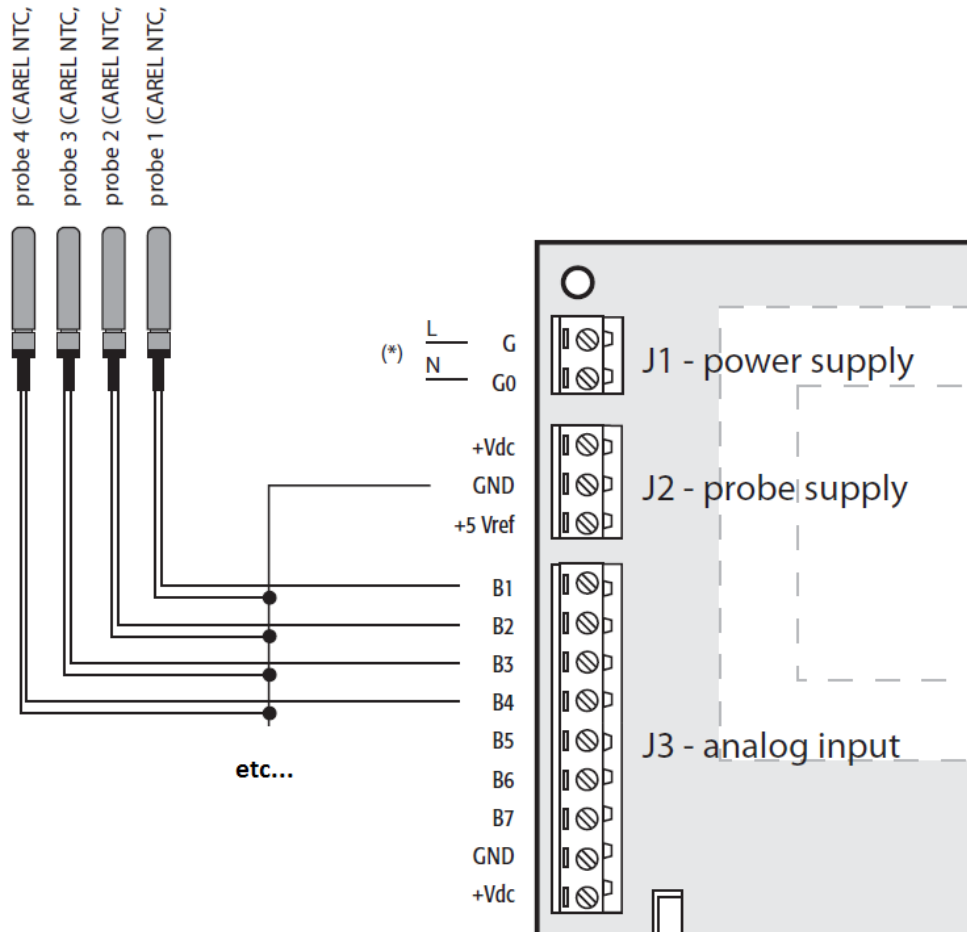 probe 4 (CAREL NTC,
probe 3 (CAREL NTC,
probe 2 (CAREL NTC,
probe 1 (CAREL NTC,
(*)
L
N
G
G0
J1 - power supply
+Vdc
GND
+5 Vref
J2 - probe supply
B1
B2
B3
B4
B5
B6
B7
GND
+Vdc
J3 - analog input
etc...